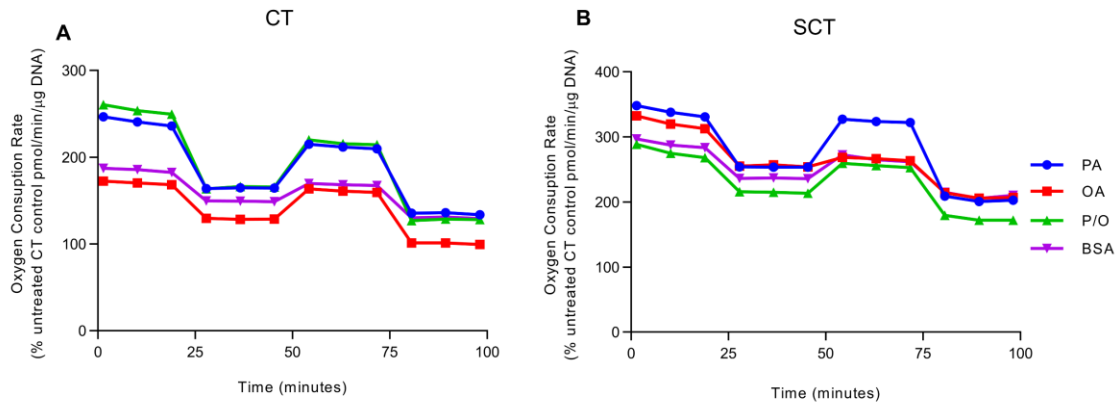 CT
A
Oxygen Consuption Rate
(% untreated CT control pmol/min/μg DNA)
300
200
100
0
0 25 50 75 100
Time (minutes)
SCT
B
Oxygen Consuption Rate
(% untreated CT control pmol/min/μg DNA)
400
300
200
100
0
0 25 50 75 100
Time (minutes)
PA
OA
P/O
BSA